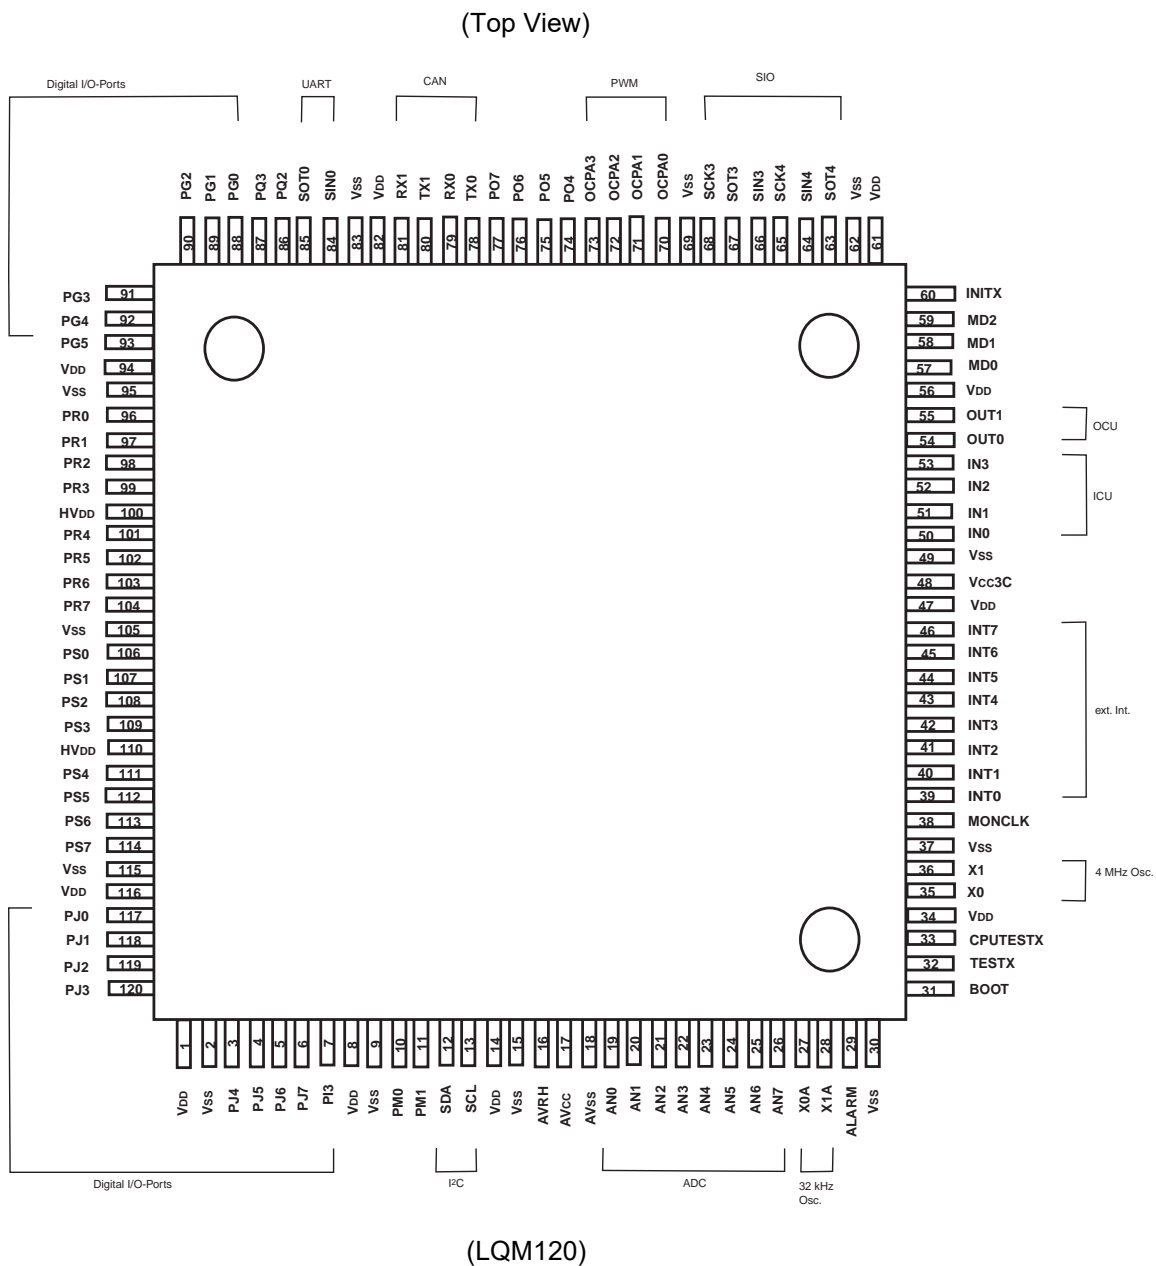 (Top View)
Digital I/O-Ports
UART
CAN
PWM
SIO
PG2
PG1
PG0
PQ3
PQ2
SOT0
SIN0
VSS
VDD
RX1
TX1
RX0
TX0
PO7
PO6
PO5
PO4
OCPA3
OCPA2
OCPA1
OCPA0
VSS
SCK3
SOT3
SIN3
SCK4
SIN4
SOT4
VSS
VDD
90
89
88
87
86
85
84
83
82
81
80
79
78
77
76
75
74
73
72
71
70
69
68
67
66
65
64
63
62
61
PG3 91
PG4 92
PG5 93
VDD 94
VSS 95
PR0 96
PR1 97
PR2 98
PR3 99
HVDD 100
PR4 101
PR5 102
PR6 103
PR7 104
VSS 105
PS0 106
PS1 107
PS2 108
PS3 109
HVDD 110
PS4 111
PS5 112
PS6 113
PS7 114
VSS 115
VDD 116
PJ0 117
PJ1 118
PJ2 119
PJ3 120
60 INITX
59 MD2
58 MD1
57 MD0
56 VDD
55 OUT1
54 OUT0
OCU
53 IN3
52 IN2
51 IN1
50 IN0
ICU
49 VSS
48 VCC3C
47 VDD
46 INT7
45 INT6
44 INT5
43 INT4
42 INT3
41 INT2
40 INT1
39 INT0
ext. Int.
38 MONCLK
37 VSS
36 X1
35 X0
4 MHz Osc.
34 VDD
33 CPUTESTX
32 TESTX
31 BOOT
1
2
3
4
5
6
7
8
9
10
11
12
13
14
15
16
17
18
19
20
21
22
23
24
25
26
27
28
29
30
VDD
VSS
PJ4
PJ5
PJ6
PJ7
PI3
VDD
VSS
PM0
PM1
SDA
SCL
VDD
VSS
AVRH
AVCC
AVSS
AN0
AN1
AN2
AN3
AN4
AN5
AN6
AN7
X0A
X1A
ALARM
VSS
Digital I/O-Ports
I²C
ADC
32 kHz
Osc.
(LQM120)